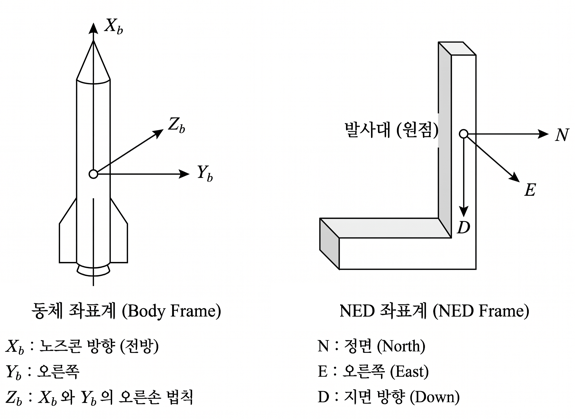 X_b
Z_b
Y_b
동체 좌표계 (Body Frame)
X_b : 노즈콘 방향 (전방)
Y_b : 오른쪽
Z_b : X_b 와 Y_b 의 오른손 법칙
발사대 (원점)
N
E
D
NED 좌표계 (NED Frame)
N : 정면 (North)
E : 오른쪽 (East)
D : 지면 방향 (Down)